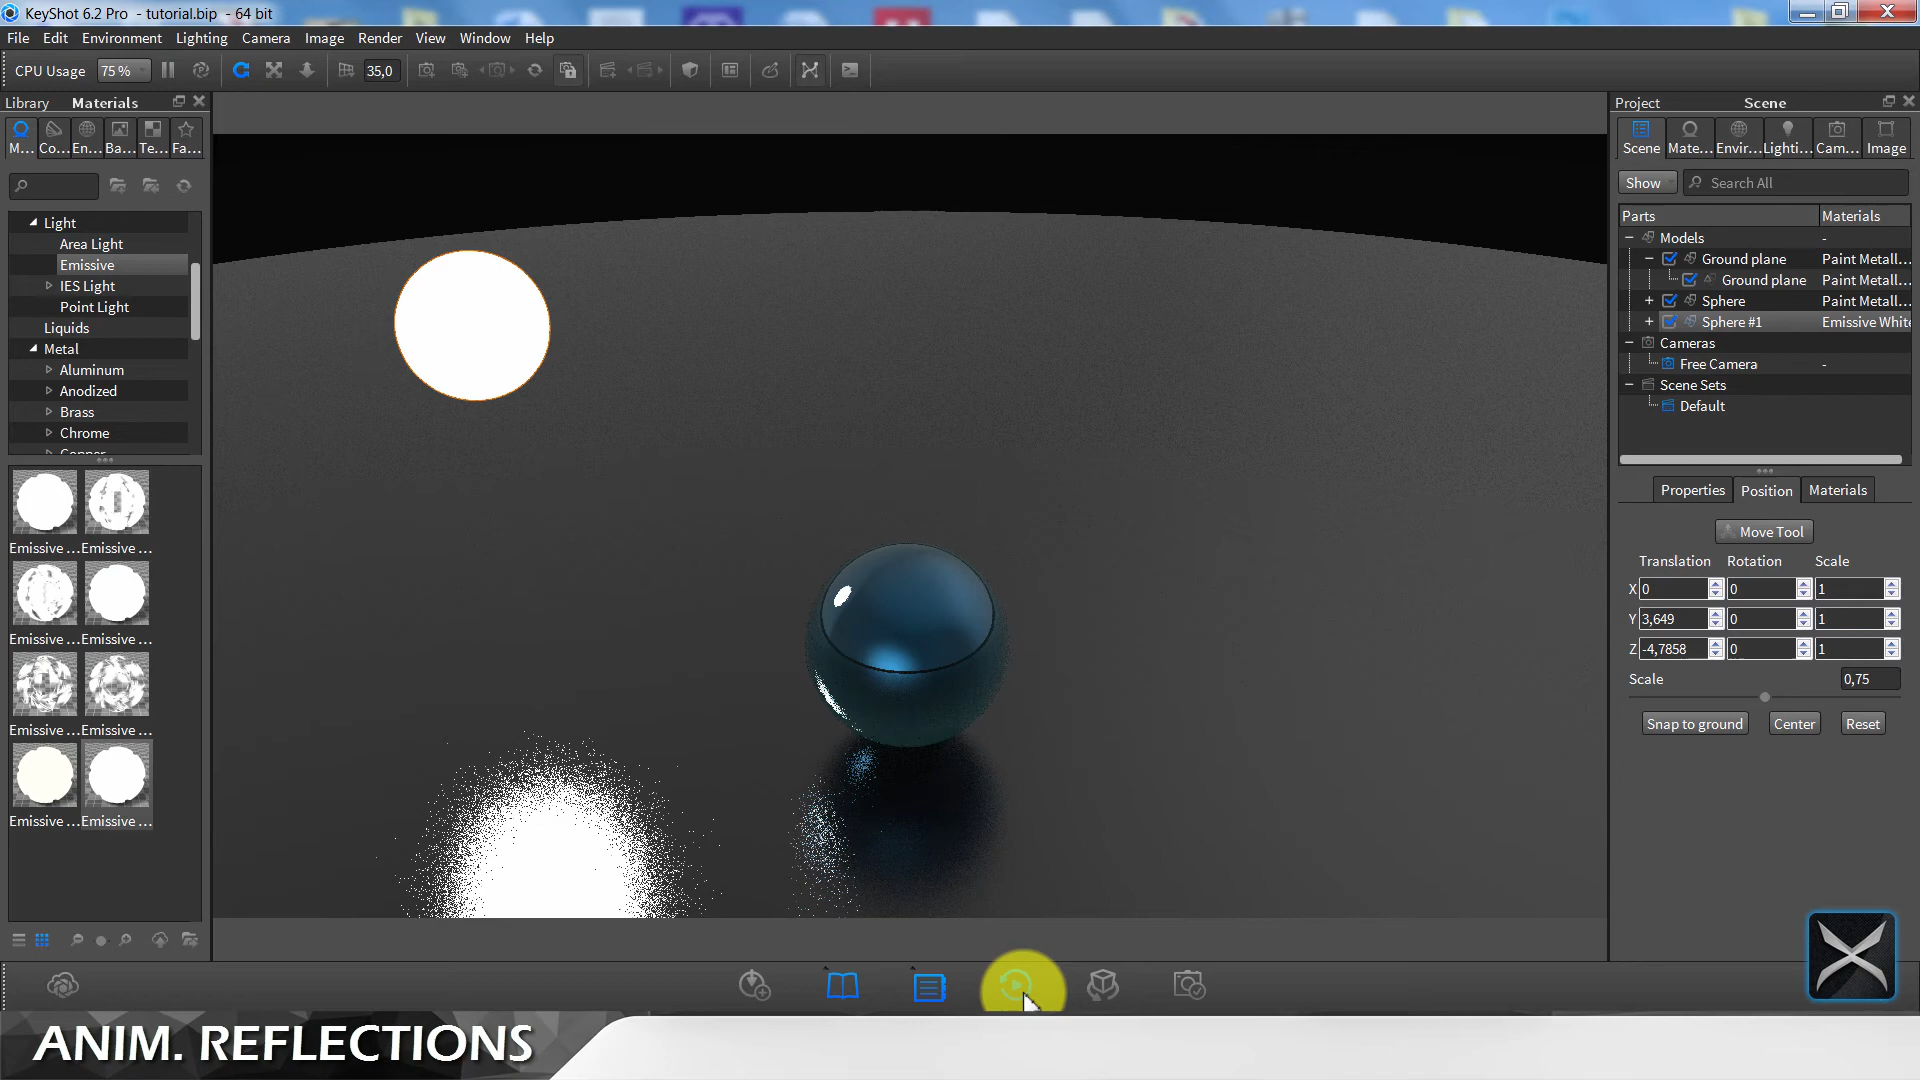 KeyShot 6.2 Pro - tutorial.bip - 64 bit
File Edit Environment Lighting Camera Image Render View Window Help
CPU Usage 75 % 35,0
Library Materials
M... Co... En... Ba... Te... Fa...
Light
Area Light
Emissive
IES Light
Point Light
Liquids
Metal
Aluminum
Anodized
Brass
Chrome
Copper
Emissive ... Emissive ...
Emissive ... Emissive ...
Emissive ... Emissive ...
Emissive ... Emissive ...
Project Scene
Scene Mate... Envir... Lighti... Cam... Image
Show Search All
Parts Materials
Models -
Ground plane Paint Metall...
Ground plane Paint Metall...
Sphere Paint Metall...
Sphere #1 Emissive White
Cameras
Free Camera -
Scene Sets
Default
Properties Position Materials
Move Tool
Translation Rotation Scale
X 0 0 1
Y 3,649 0 1
Z -4,7858 0 1
Scale 0,75
Snap to ground Center Reset
ANIM. REFLECTIONS